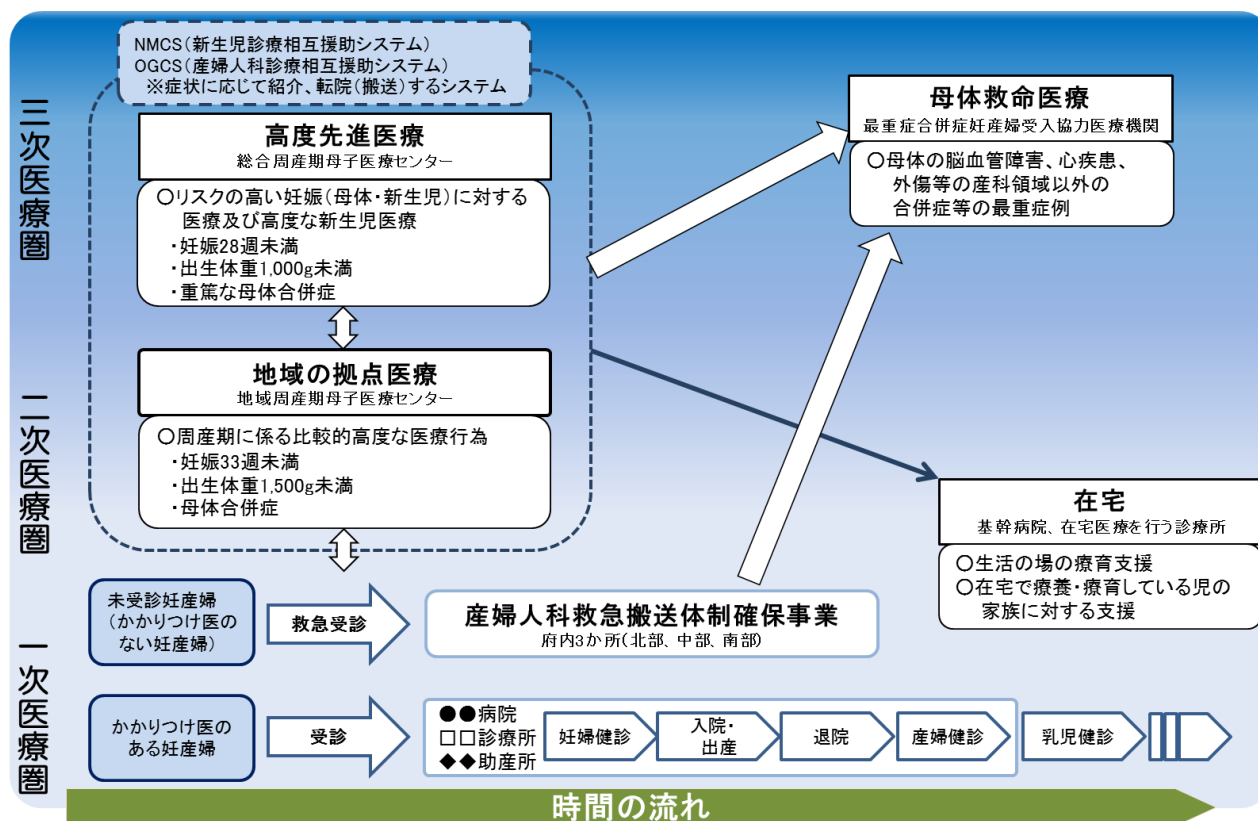 NMCS(新生児診療相互援助システム)
OGCS(産婦人科診療相互援助システム)
※症状に応じて紹介、転院(搬送)するシステム
三次医療圏
高度先進医療
総合周産期母子医療センター
○リスクの高い妊娠(母体・新生児)に対する
医療及び高度な新生児医療
・妊娠28週未満
・出生体重1,000g未満
・重篤な母体合併症
母体救命医療
最重症合併症妊産婦受入協力医療機関
○母体の脳血管障害、心疾患、
外傷等の産科領域以外の
合併症等の最重症例
二次医療圏
地域の拠点医療
地域周産期母子医療センター
○周産期に係る比較的高度な医療行為
・妊娠33週未満
・出生体重1,500g未満
・母体合併症
在宅
基幹病院、在宅医療を行う診療所
○生活の場の療育支援
○在宅で療養・療育している児の
家族に対する支援
一次医療圏
未受診妊産婦
(かかりつけ医の
ない妊産婦)
救急受診
産婦人科救急搬送体制確保事業
府内3か所(北部、中部、南部)
かかりつけ医の
ある妊産婦
受診
●●病院
□□診療所
◆◆助産所
妊婦健診
入院・
出産
退院
産婦健診
乳児健診
時間の流れ